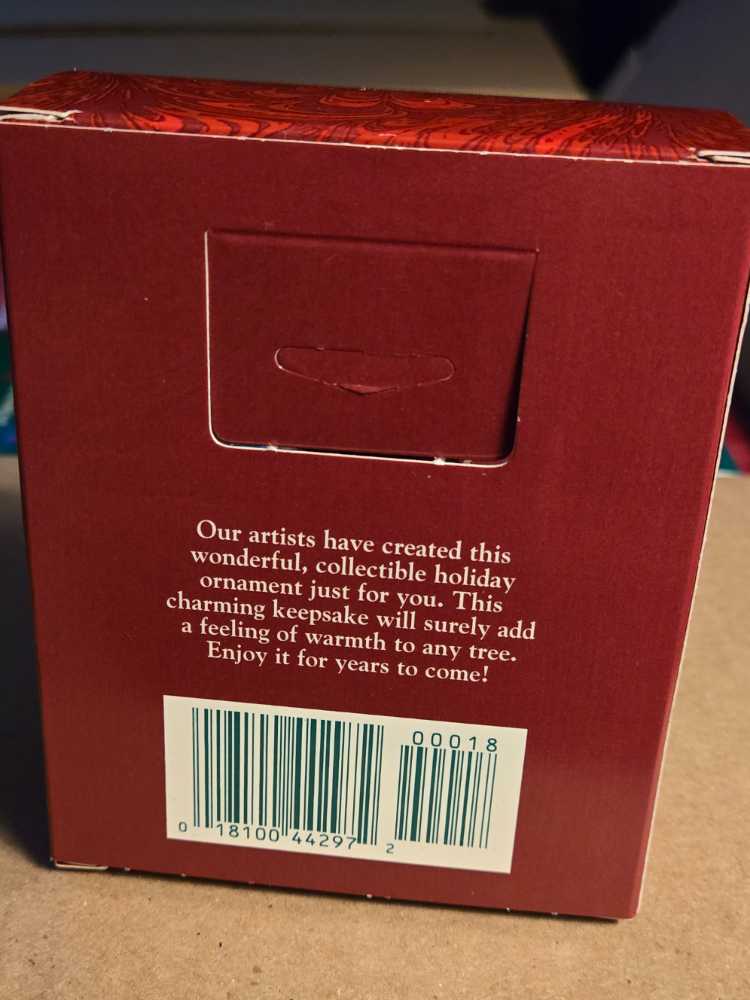 Our artists have created this
wonderful, collectible holiday
ornament just for you. This
charming keepsake will surely add
a feeling of warmth to any tree.
Enjoy it for years to come!
00018
0 18100 44297 2